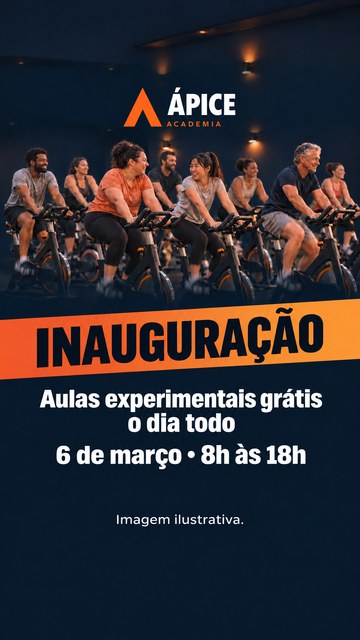 ÁPICE
ACADEMIA
INAUGURAÇÃO
Aulas experimentais grátis
o dia todo
6 de março • 8h às 18h
Imagem ilustrativa.